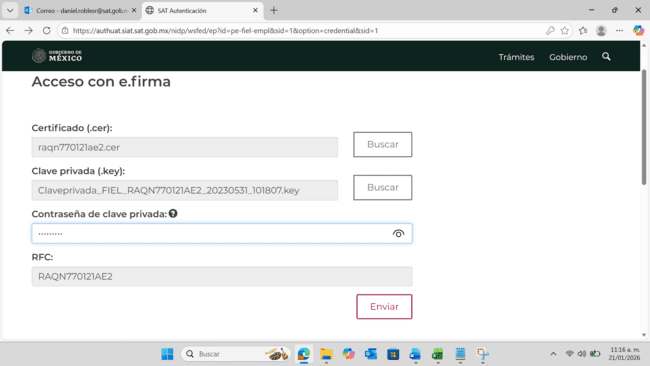 Correo - daniel.roblesr@sat.gob.m
SAT Autenticación
https://authuat.siat.sat.gob.mx/nidp/wsfed/ep?id=pe-fiel-empl&sid=1&option=credential&sid=1
GOBIERNO DE
MÉXICO
Trámites
Gobierno
Acceso con e.firma
Certificado (.cer):
raqn770121ae2.cer
Buscar
Clave privada (.key):
Claveprivada_FIEL_RAQN770121AE2_20230531_101807.key
Buscar
Contraseña de clave privada:
RFC:
RAQN770121AE2
Enviar
Buscar
11:16 a. m.
21/01/2026